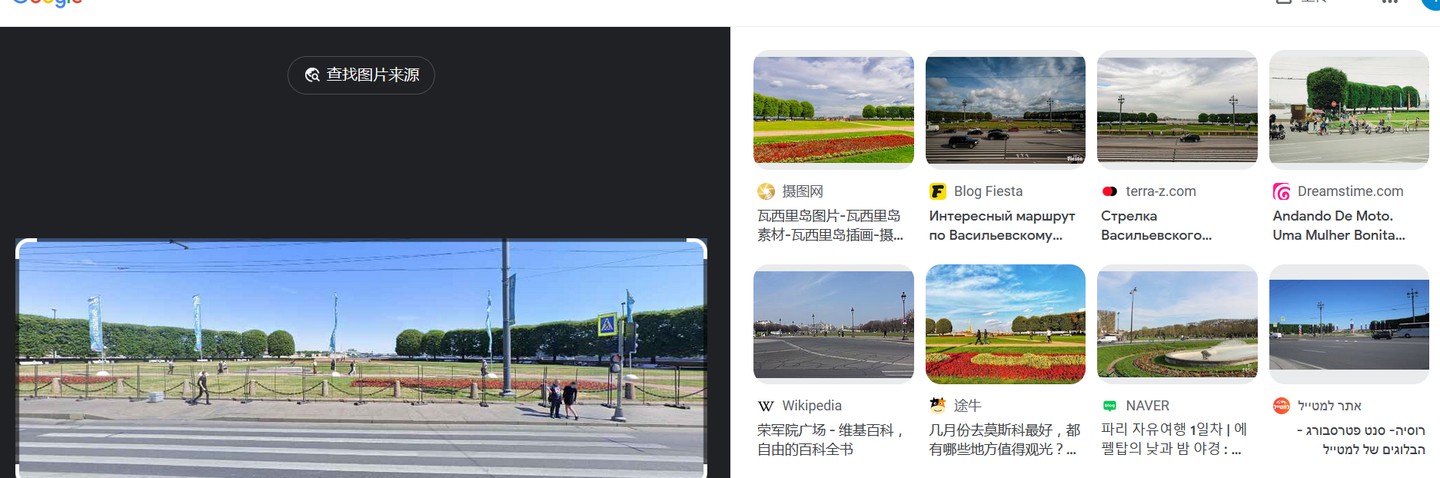 Google
查找图片来源
摄图网
瓦西里岛图片-瓦西里岛
素材-瓦西里岛插画-摄...
Fiesta
Blog Fiesta
Интересный маршрут
по Васильевскому...
terra-z.com
Стрелка
Васильевского...
Dreamstime.com
Andando De Moto.
Uma Mulher Bonita...
W
Wikipedia
荣军院广场 - 维基百科，
自由的百科全书
途牛
几月份去莫斯科最好，都
有哪些地方值得观光？...
blog
NAVER
파리 자유여행 1일차 | 에
펠탑의 낮과 밤 야경 : ...
אתר למטייל
רוסיה- סנט פטרסבורג -
הבלוגים של למטייל